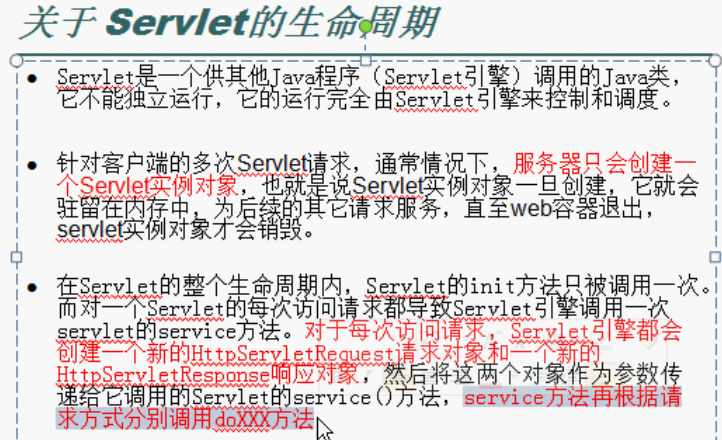 关于 Servlet的生命周期
● Servlet是一个供其他Java程序（Servlet引擎）调用的Java类，
它不能独立运行，它的运行完全由Servlet引擎来控制和调度。
● 针对客户端的多次Servlet请求，通常情况下，服务器只会创建一
个Servlet实例对象，也就是说Servlet实例对象一旦创建，它就会
驻留在内存中，为后续的其它请求服务，直至web容器退出，
servlet实例对象才会销毁。
● 在Servlet的整个生命周期内，Servlet的init方法只被调用一次。
而对一个Servlet的每次访问请求都导致Servlet引擎调用一次
servlet的service方法。对于每次访问请求，Servlet引擎都会
创建一个新的HttpServletRequest请求对象和一个新的
HttpServletResponse响应对象，然后将这两个对象作为参数传
递给它调用的Servlet的service()方法，service方法再根据请
求方式分别调用doXXX方法